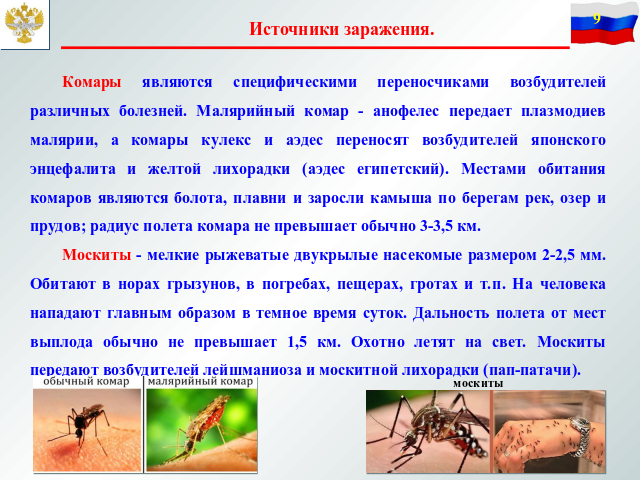 9
Источники заражения.
Комары являются специфическими переносчиками возбудителей
различных болезней. Малярийный комар - анофелес передает плазмодиев
малярии, а комары кулекс и аэдес переносят возбудителей японского
энцефалита и желтой лихорадки (аэдес египетский). Местами обитания
комаров являются болота, плавни и заросли камыша по берегам рек, озер и
прудов; радиус полета комара не превышает обычно 3-3,5 км.
Москиты - мелкие рыжеватые двукрылые насекомые размером 2-2,5 мм.
Обитают в норах грызунов, в погребах, пещерах, гротах и т.п. На человека
нападают главным образом в темное время суток. Дальность полета от мест
выплода обычно не превышает 1,5 км. Охотно летят на свет. Москиты
передают возбудителей лейшманиоза и москитной лихорадки (пап-патачи).
обычный комар малярийный комар
москиты